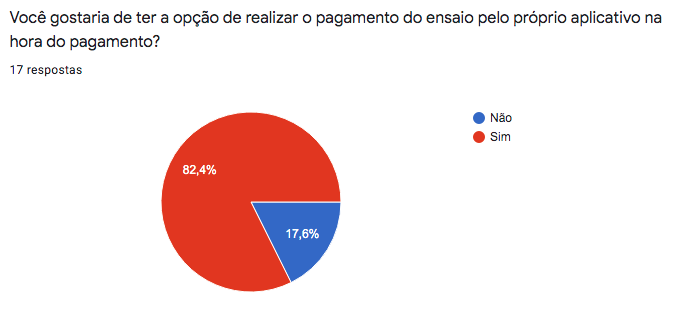 Você gostaria de ter a opção de realizar o pagamento do ensaio pelo próprio aplicativo na
hora do pagamento?
17 respostas
Não
Sim
82,4%
17,6%